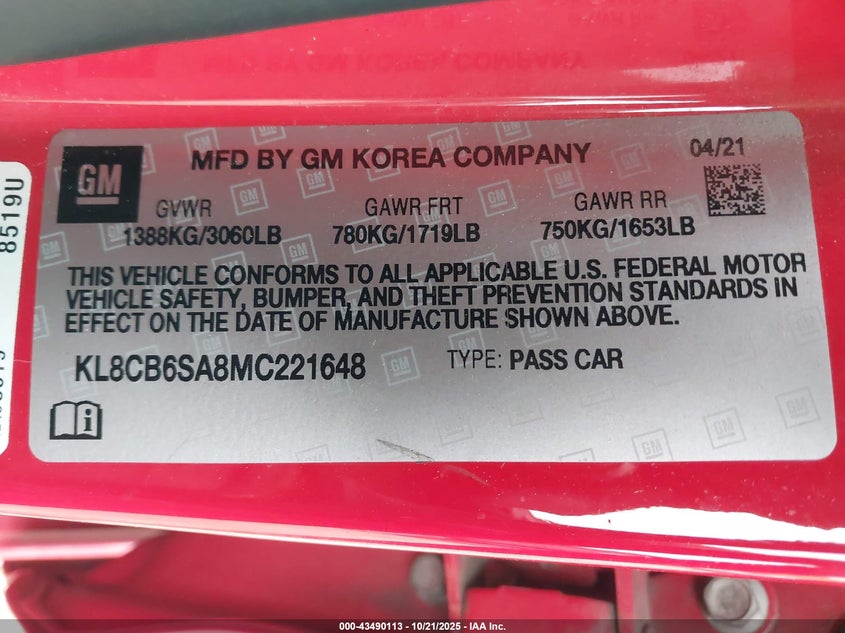 GM
MFD BY GM KOREA COMPANY
04/21
GVWR GAWR FRT GAWR RR
1388KG/3060LB 780KG/1719LB 750KG/1653LB
THIS VEHICLE CONFORMS TO ALL APPLICABLE U.S. FEDERAL MOTOR
VEHICLE SAFETY, BUMPER, AND THEFT PREVENTION STANDARDS IN
EFFECT ON THE DATE OF MANUFACTURE SHOWN ABOVE.
KL8CB6SA8MC221648 TYPE: PASS CAR
8519U
000-43490113 - 10/21/2025 - IAA Inc.